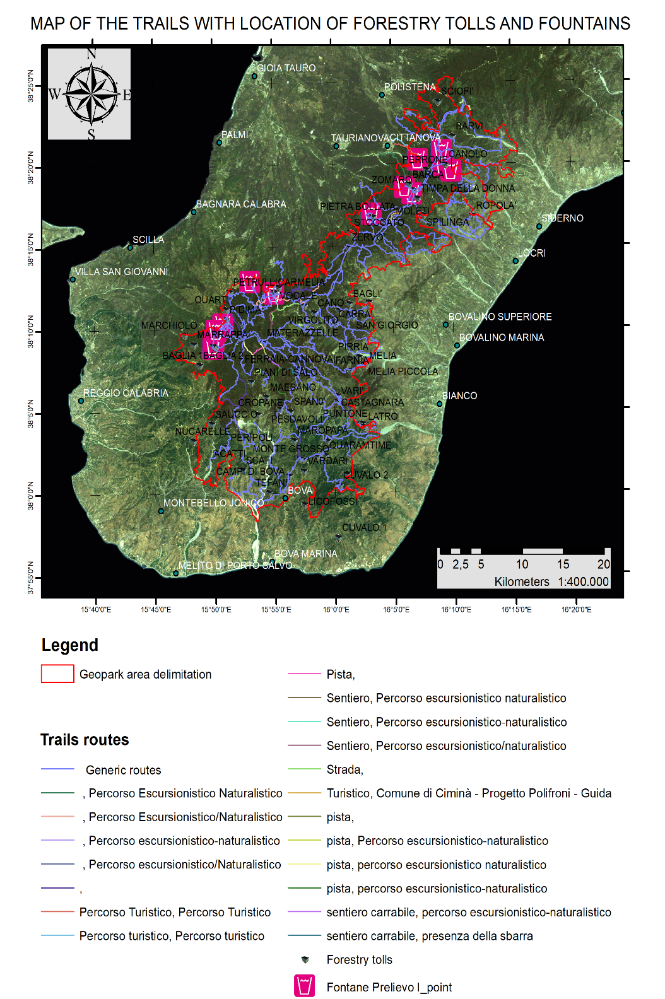 MAP OF THE TRAILS WITH LOCATION OF FORESTRY TOLLS AND FOUNTAINS
N
W E
S
38°25'0"N
38°20'0"N
38°15'0"N
38°10'0"N
38°5'0"N
38°0'0"N
37°55'0"N
GIOIA TAURO
POLISTENA
SCIOFI'
BARVI
PALMI
TAURIANOVA
CITTANOVA
CANOLO
PERRONE
BARCA
ZOMARO
TIMPA DELLA DONNA
BAGNARA CALABRA
PIETRA BOLLATA
MOLETI
ROPOLA'
STOCCATO
SPILINGA
SIDERNO
ZERVO
SCILLA
LOCRI
VILLA SAN GIOVANNI
PETRULLI
CARMELIA
QUARTI
VOCALE
BAGLI'
CANO
PIDIMA
CARRA
MARCHIOLO
VIRGOLITO
SAN GIORGIO
BOVALINO SUPERIORE
MARRAPPA
MATERAZZELLE
BOVALINO MARINA
PIRRIA
BAGLIA 1
BAGLIA 2
FERRAIA-CANNOVAI
FARNIA
MELIA
PIANI DI SALO
MELIA PICCOLA
REGGIO CALABRIA
MAESANO
VARI'
BIANCO
CROPANE
SPANO'
CASTAGNARA
SAUCCIO
PESDAVOLI
PUNTONE
LATRO
NUCARELLE
PERIPOLI
MAROPAPA
ACATTI
MONTE GROSSO
QUARAMTIME
SCAFI
VARDARI
CAMPI DI BOVA
CUVALO 2
TEFANI
BOVA
MONTEBELLO JONICO
LICOFOSSI
CUVALO 1
BOVA MARINA
MELITO DI PORTO SALVO
0 2,5 5 10 15 20
Kilometers 1:400.000
15°40'0"E 15°45'0"E 15°50'0"E 15°55'0"E 16°0'0"E 16°5'0"E 16°10'0"E 16°15'0"E 16°20'0"E
Legend
Geopark area delimitation
Trails routes
Generic routes
, Percorso Escursionistico Naturalistico
, Percorso Escursionistico/Naturalistico
, Percorso escursionistico-naturalistico
, Percorso escursionistico/Naturalistico
,
Percorso Turistico, Percorso Turistico
Percorso turistico, Percorso turistico
Pista,
Sentiero, Percorso escursionistico naturalistico
Sentiero, Percorso escursionistico-naturalistico
Sentiero, Percorso escursionistico/naturalistico
Strada,
Turistico, Comune di Ciminà - Progetto Polifroni - Guida
pista,
pista, Percorso escursionistico-naturalistico
pista, percorso escursionistico naturalistico
pista, percorso escursionistico-naturalistico
sentiero carrabile, percorso escursionistico-naturalistico
sentiero carrabile, presenza della sbarra
Forestry tolls
Fontane Prelievo I_point